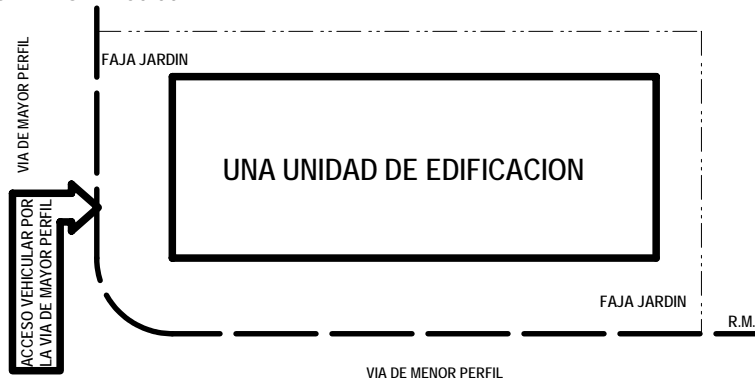 FAJA JARDIN
VIA DE MAYOR PERFIL
UNA UNIDAD DE EDIFICACION
ACCESO VEHICULAR POR
LA VIA DE MAYOR PERFIL
FAJA JARDIN
R.M.
VIA DE MENOR PERFIL